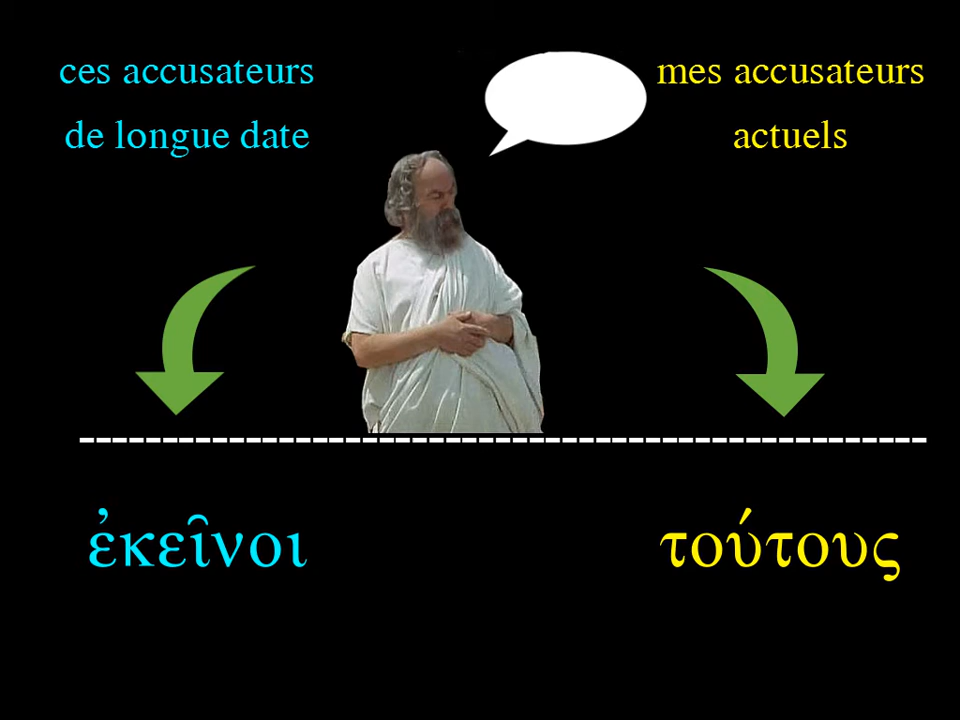 ces accusateurs
de longue date
mes accusateurs
actuels
ἐκεῖνοι
τούτους